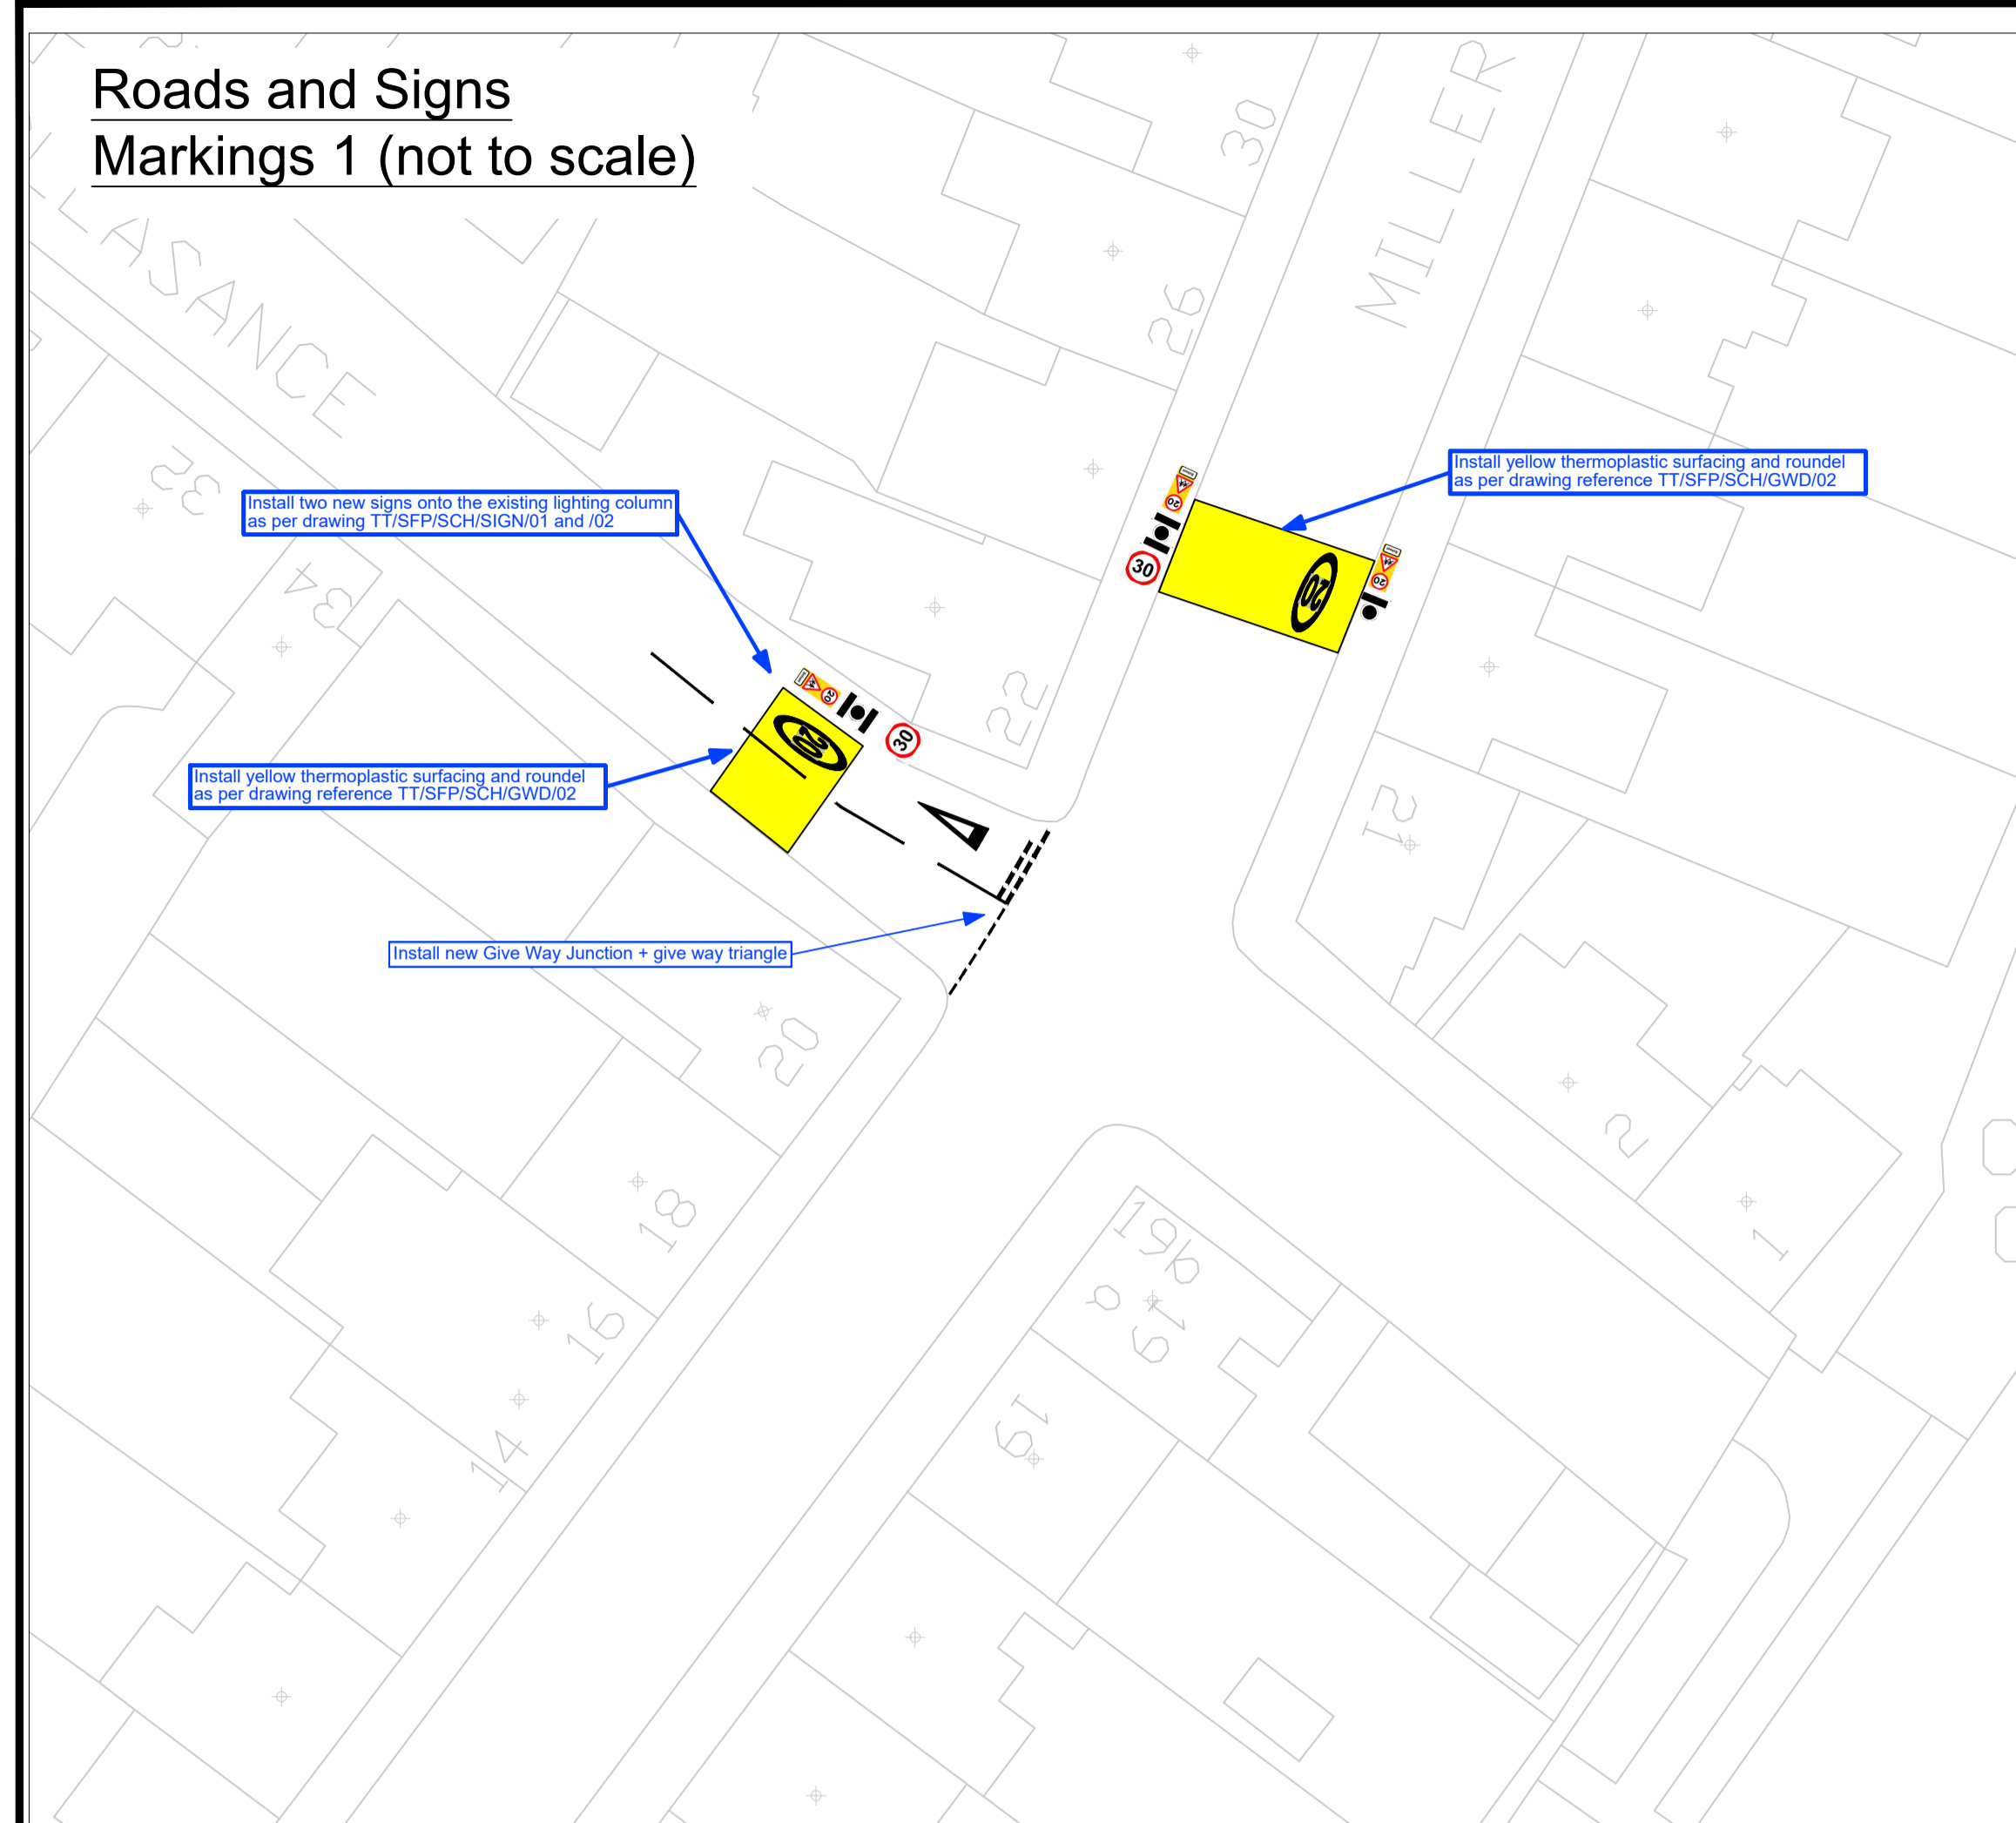 Roads and Signs
Markings 1 (not to scale)
30
MILLER
26
EASANCE
32
Install yellow thermoplastic surfacing and roundel
as per drawing reference TT/SFP/SCH/GWD/02
Install two new signs onto the existing lighting column
as per drawing TT/SFP/SCH/SIGN/01 and /02
20
30
20
20
34
22
20
20
30
Install yellow thermoplastic surfacing and roundel
as per drawing reference TT/SFP/SCH/GWD/02
21
Install new Give Way Junction + give way triangle
20
2
18
19b
1
19a
16
19
14